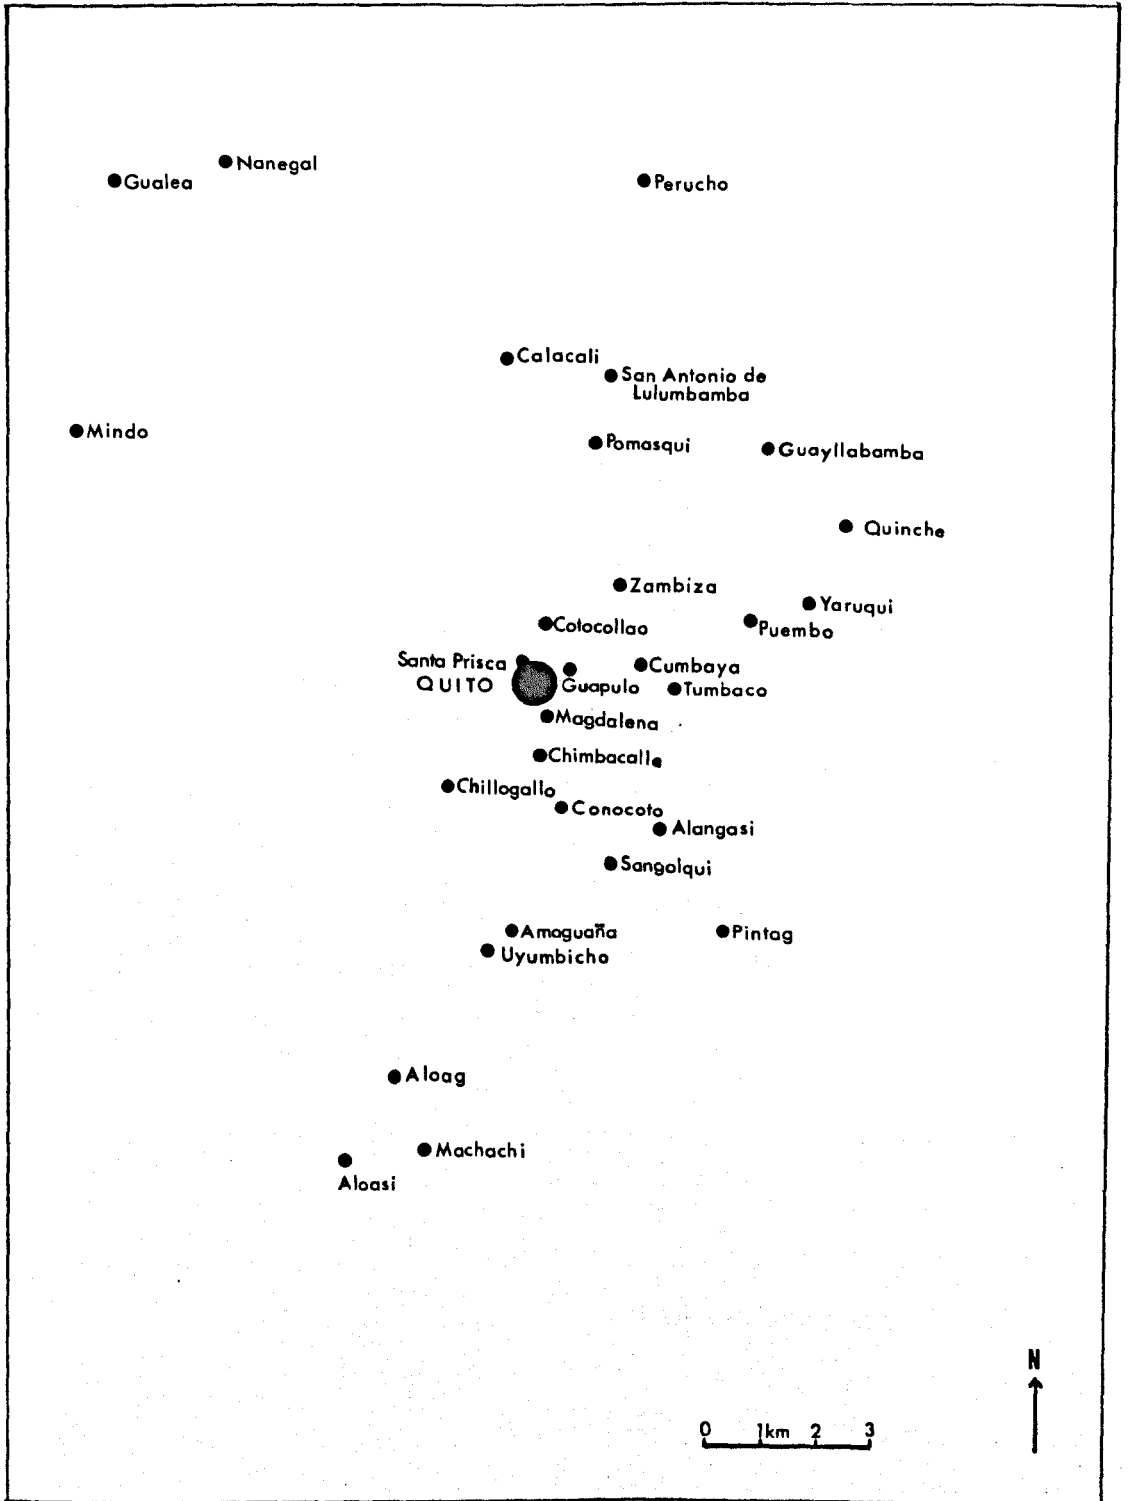 Nanegal
Gualea
Perucho
Calacali
San Antonio de
Lulumbamba
Mindo
Pomasqui
Guayllabamba
Quinche
Zambiza
Yaruqui
Cotocollao
Puembo
Santa Prisca
Cumbaya
QUITO
Guapulo
Tumbaco
Magdalena
Chimbacalle
Chillogallo
Conocoto
Alangasi
Sangolqui
Amaguaña
Pintag
Uyumbicho
Aloag
Machachi
Aloasi
N
0 1km 2 3